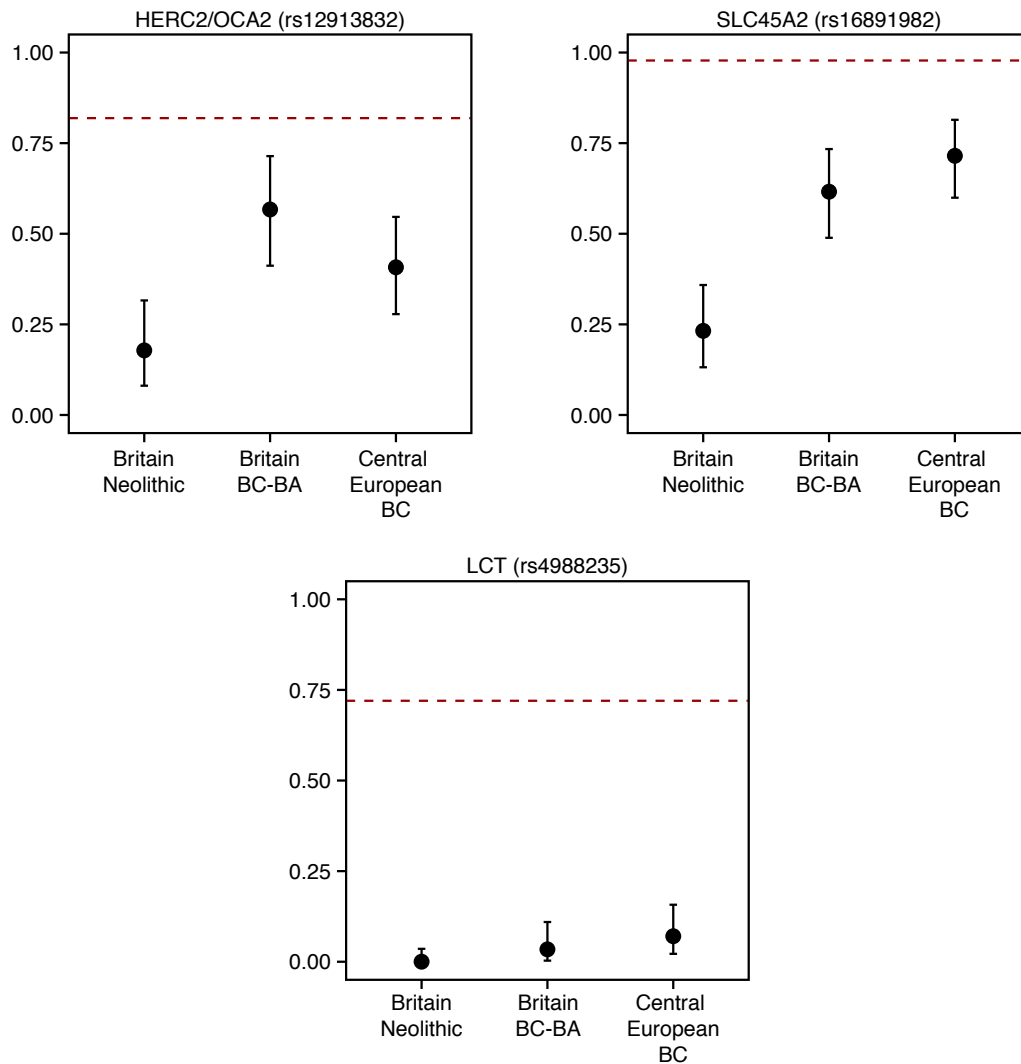 HERC2/OCA2 (rs12913832)
1.00
0.75
0.50
0.25
0.00
Britain
Neolithic
Britain
BC-BA
Central
European
BC
SLC45A2 (rs16891982)
1.00
0.75
0.50
0.25
0.00
Britain
Neolithic
Britain
BC-BA
Central
European
BC
LCT (rs4988235)
1.00
0.75
0.50
0.25
0.00
Britain
Neolithic
Britain
BC-BA
Central
European
BC